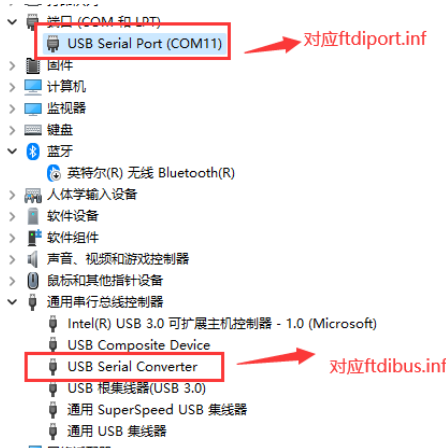 端口 (COM 和 LPT)
USB Serial Port (COM11)
对应ftdiport.inf
固件
计算机
监视器
键盘
蓝牙
英特尔(R) 无线 Bluetooth(R)
人体学输入设备
软件设备
软件组件
声音、视频和游戏控制器
鼠标和其他指针设备
通用串行总线控制器
Intel(R) USB 3.0 可扩展主机控制器 - 1.0 (Microsoft)
USB Composite Device
USB Serial Converter
对应ftdibus.inf
USB 根集线器(USB 3.0)
通用 SuperSpeed USB 集线器
通用 USB 集线器